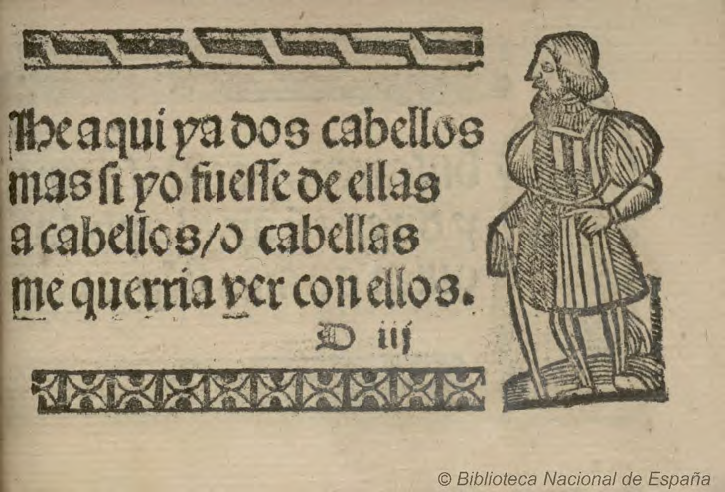 He aqui ya dos cabellos
mas si yo fuesse de ellas
a cabellos/o cabellas
me querria ver con ellos.
D iij
© Biblioteca Nacional de España